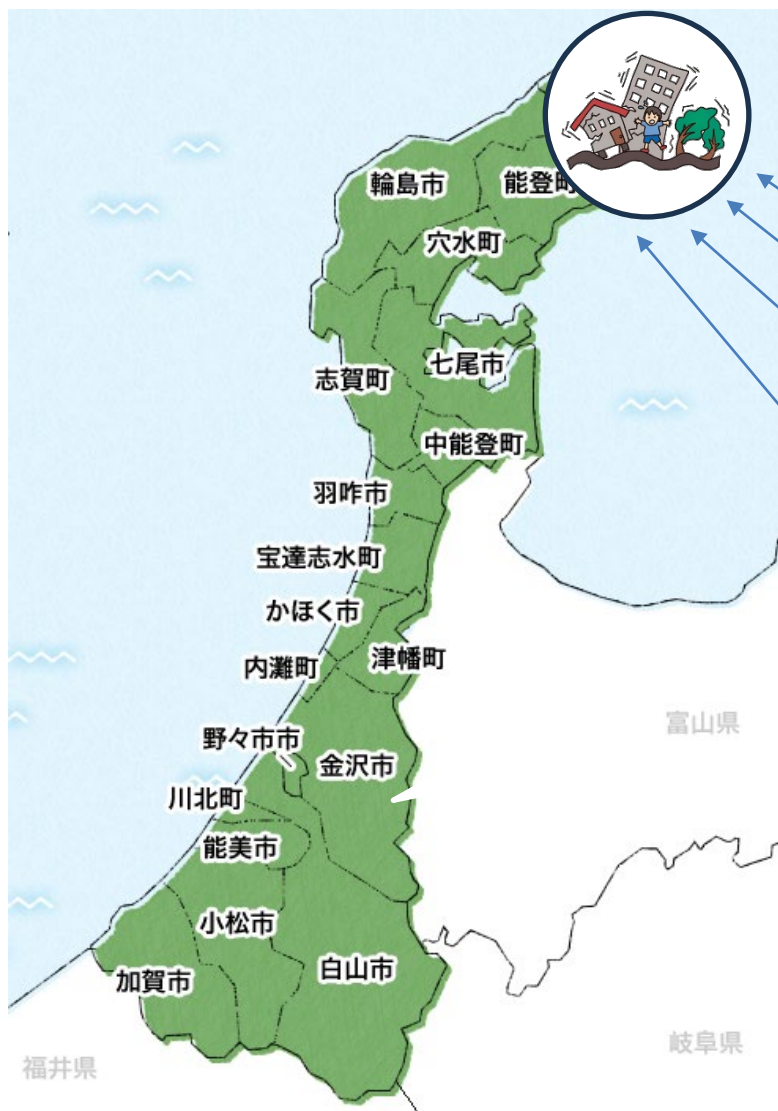 輪島市
能登町
穴水町
七尾市
志賀町
中能登町
羽咋市
宝達志水町
かほく市
津幡町
内灘町
富山県
野々市市
金沢市
川北町
能美市
小松市
白山市
加賀市
岐阜県
福井県